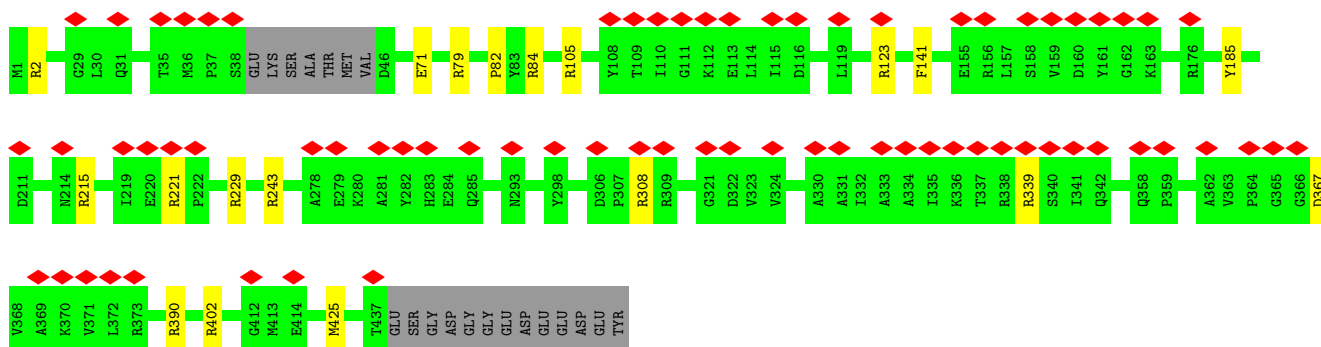 M1 R2 G29 L30 Q31 T35 M36 P37 S38 GLU LYS SER ALA THR MET VAL D46 E71 R79 P82 Y83 R84 R105 Y108 T109 I110 G111 K112 E113 L114 I115 D116 L119 R123 F141 E155 R156 L157 S158 V159 D160 Y161 G162 K163 R176 Y185
D211 N214 R215 I219 E220 R221 P222 R229 R243 A278 E279 K280 A281 Y282 H283 E284 Q285 N293 Y298 D306 P307 R308 R309 G321 D322 V323 V324 A330 A331 I332 A333 A334 I335 K336 T337 R338 R339 S340 I341 Q342 Q358 P359 A362 V363 P364 G365 G366 D367
V368 A369 K370 V371 L372 R373 R390 R402 G412 M413 E414 M425 T437 GLU SER GLY ASP GLY GLY GLU ASP GLU GLU ASP GLU TYR